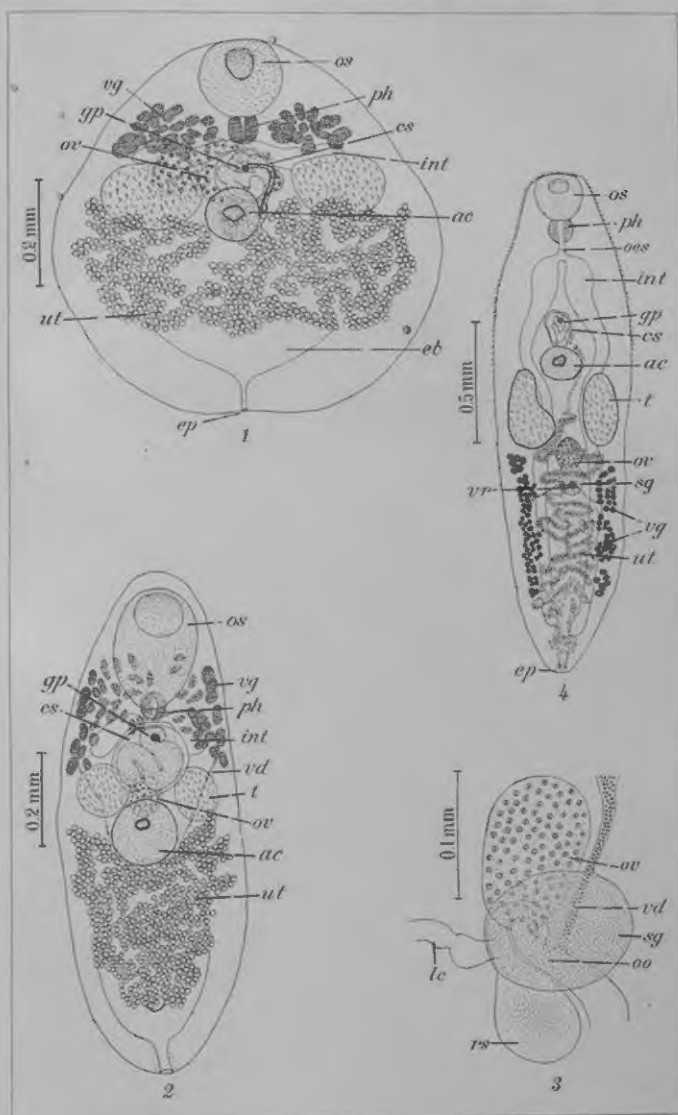 os
vg
ph
gp
cs
ov
int
0.2 mm
ac
ut
eb
ep
1
os
ph
oes
int
gp
cs
ac
0.5 mm
t
ov
vr
sg
vg
ut
ep
4
os
vg
gp
ph
cs
int
vd
0.2 mm
t
ov
ac
ut
2
0.1 mm
ov
vd
sg
lc
oo
rs
3